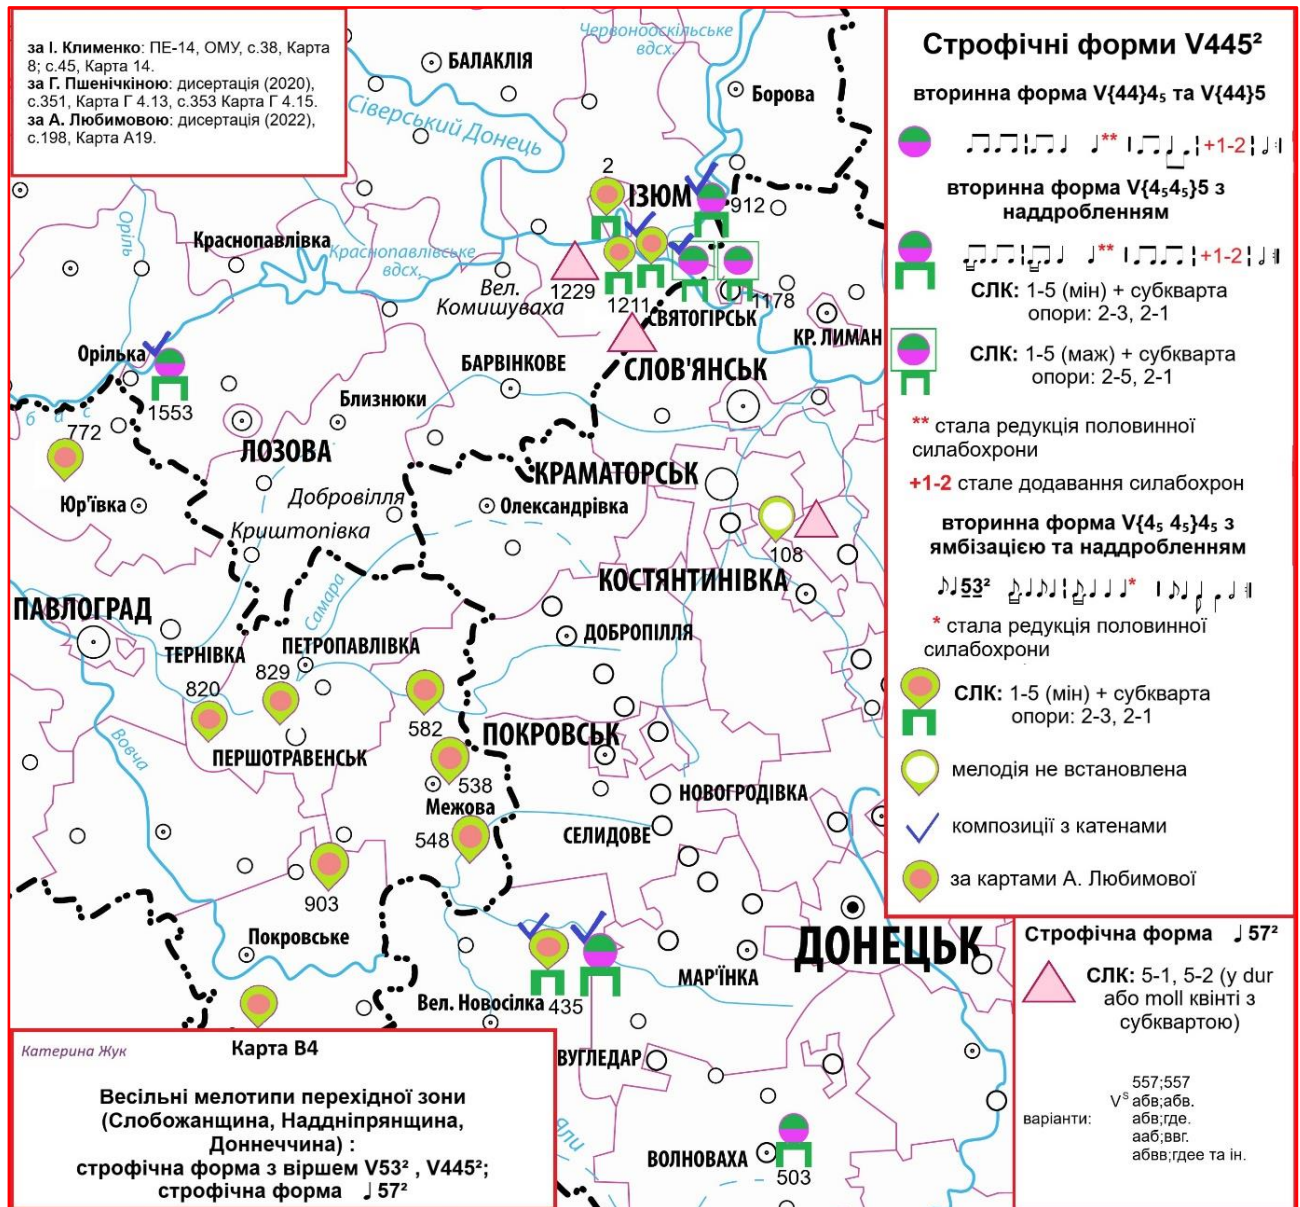 за І. Клименко: ПЕ-14, ОМУ, с.38, Карта
8; с.45, Карта 14.
за Г. Пшенічкіною: дисертація (2020),
с.351, Карта Г 4.13, с.353 Карта Г 4.15.
за А. Любимовою: дисертація (2022),
с.198, Карта А19.
Червонооскільське
вдсх.
БАЛАКЛІЯ
Борова
Сіверський Донець
2
ІЗЮМ
912
Оріль
Краснопавлівка
Краснопавлівське
вдсх.
Вел.
Комишуваха
1229
1211
1178
СВЯТОГІРСЬК
КР. ЛИМАН
Орілька
1553
БАРВІНКОВЕ
СЛОВ'ЯНСЬК
б а с
772
Близнюки
ЛОЗОВА
КРАМАТОРСЬК
Юр'ївка
Добровілля
Олександрівка
Криштопівка
108
КОСТЯНТИНІВКА
ПАВЛОГРАД
Самара
ДОБРОПІЛЛЯ
ТЕРНІВКА
ПЕТРОПАВЛІВКА
820
829
582
ПОКРОВСЬК
Вовча
ПЕРШОТРАВЕНСЬК
538
Межова
НОВОГРОДІВКА
548
СЕЛИДОВЕ
903
Покровське
ДОНЕЦЬК
МАР'ЇНКА
Вел. Новосілка
435
ВУГЛЕДАР
Яли
ВОЛНОВАХА
503
Строфічні форми V445²
вторинна форма V{44}4₅ та V{44}5
** +1-2
вторинна форма V{4₅4₅}5 з
наддробленням
** +1-2
СЛК: 1-5 (мін) + субкварта
опори: 2-3, 2-1
СЛК: 1-5 (маж) + субкварта
опори: 2-5, 2-1
** стала редукція половинної
силабохрони
+1-2 стале додавання силабохрон
вторинна форма V{4₅ 4₅}4₅ з
ямбізацією та наддробленням
♪♩53² *
* стала редукція половинної
силабохрони
СЛК: 1-5 (мін) + субкварта
опори: 2-3, 2-1
мелодія не встановлена
композиції з катенами
за картами А. Любимової
Строфічна форма ♩57²
СЛК: 5-1, 5-2 (у dur
або moll квінті з
субквартою)
557;557
Vˢ абв;абв.
варіанти: абв;где.
ааб;ввг.
абвв;гдее та ін.
Катерина Жук
Карта В4
Весільні мелотипи перехідної зони
(Слобожанщина, Наддніпрянщина,
Доннеччина) :
строфічна форма з віршем V53² , V445²;
строфічна форма ♩57²